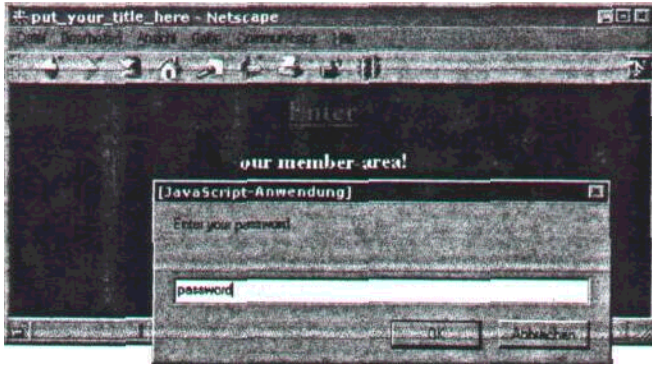 put_your_title_here - Netscape
Datei Bearbeiten Ansicht Gehe Communicator Hilfe
Enter
our member-area!
[JavaScript-Anwendung]
Enter your password
password
OK
Abbrechen